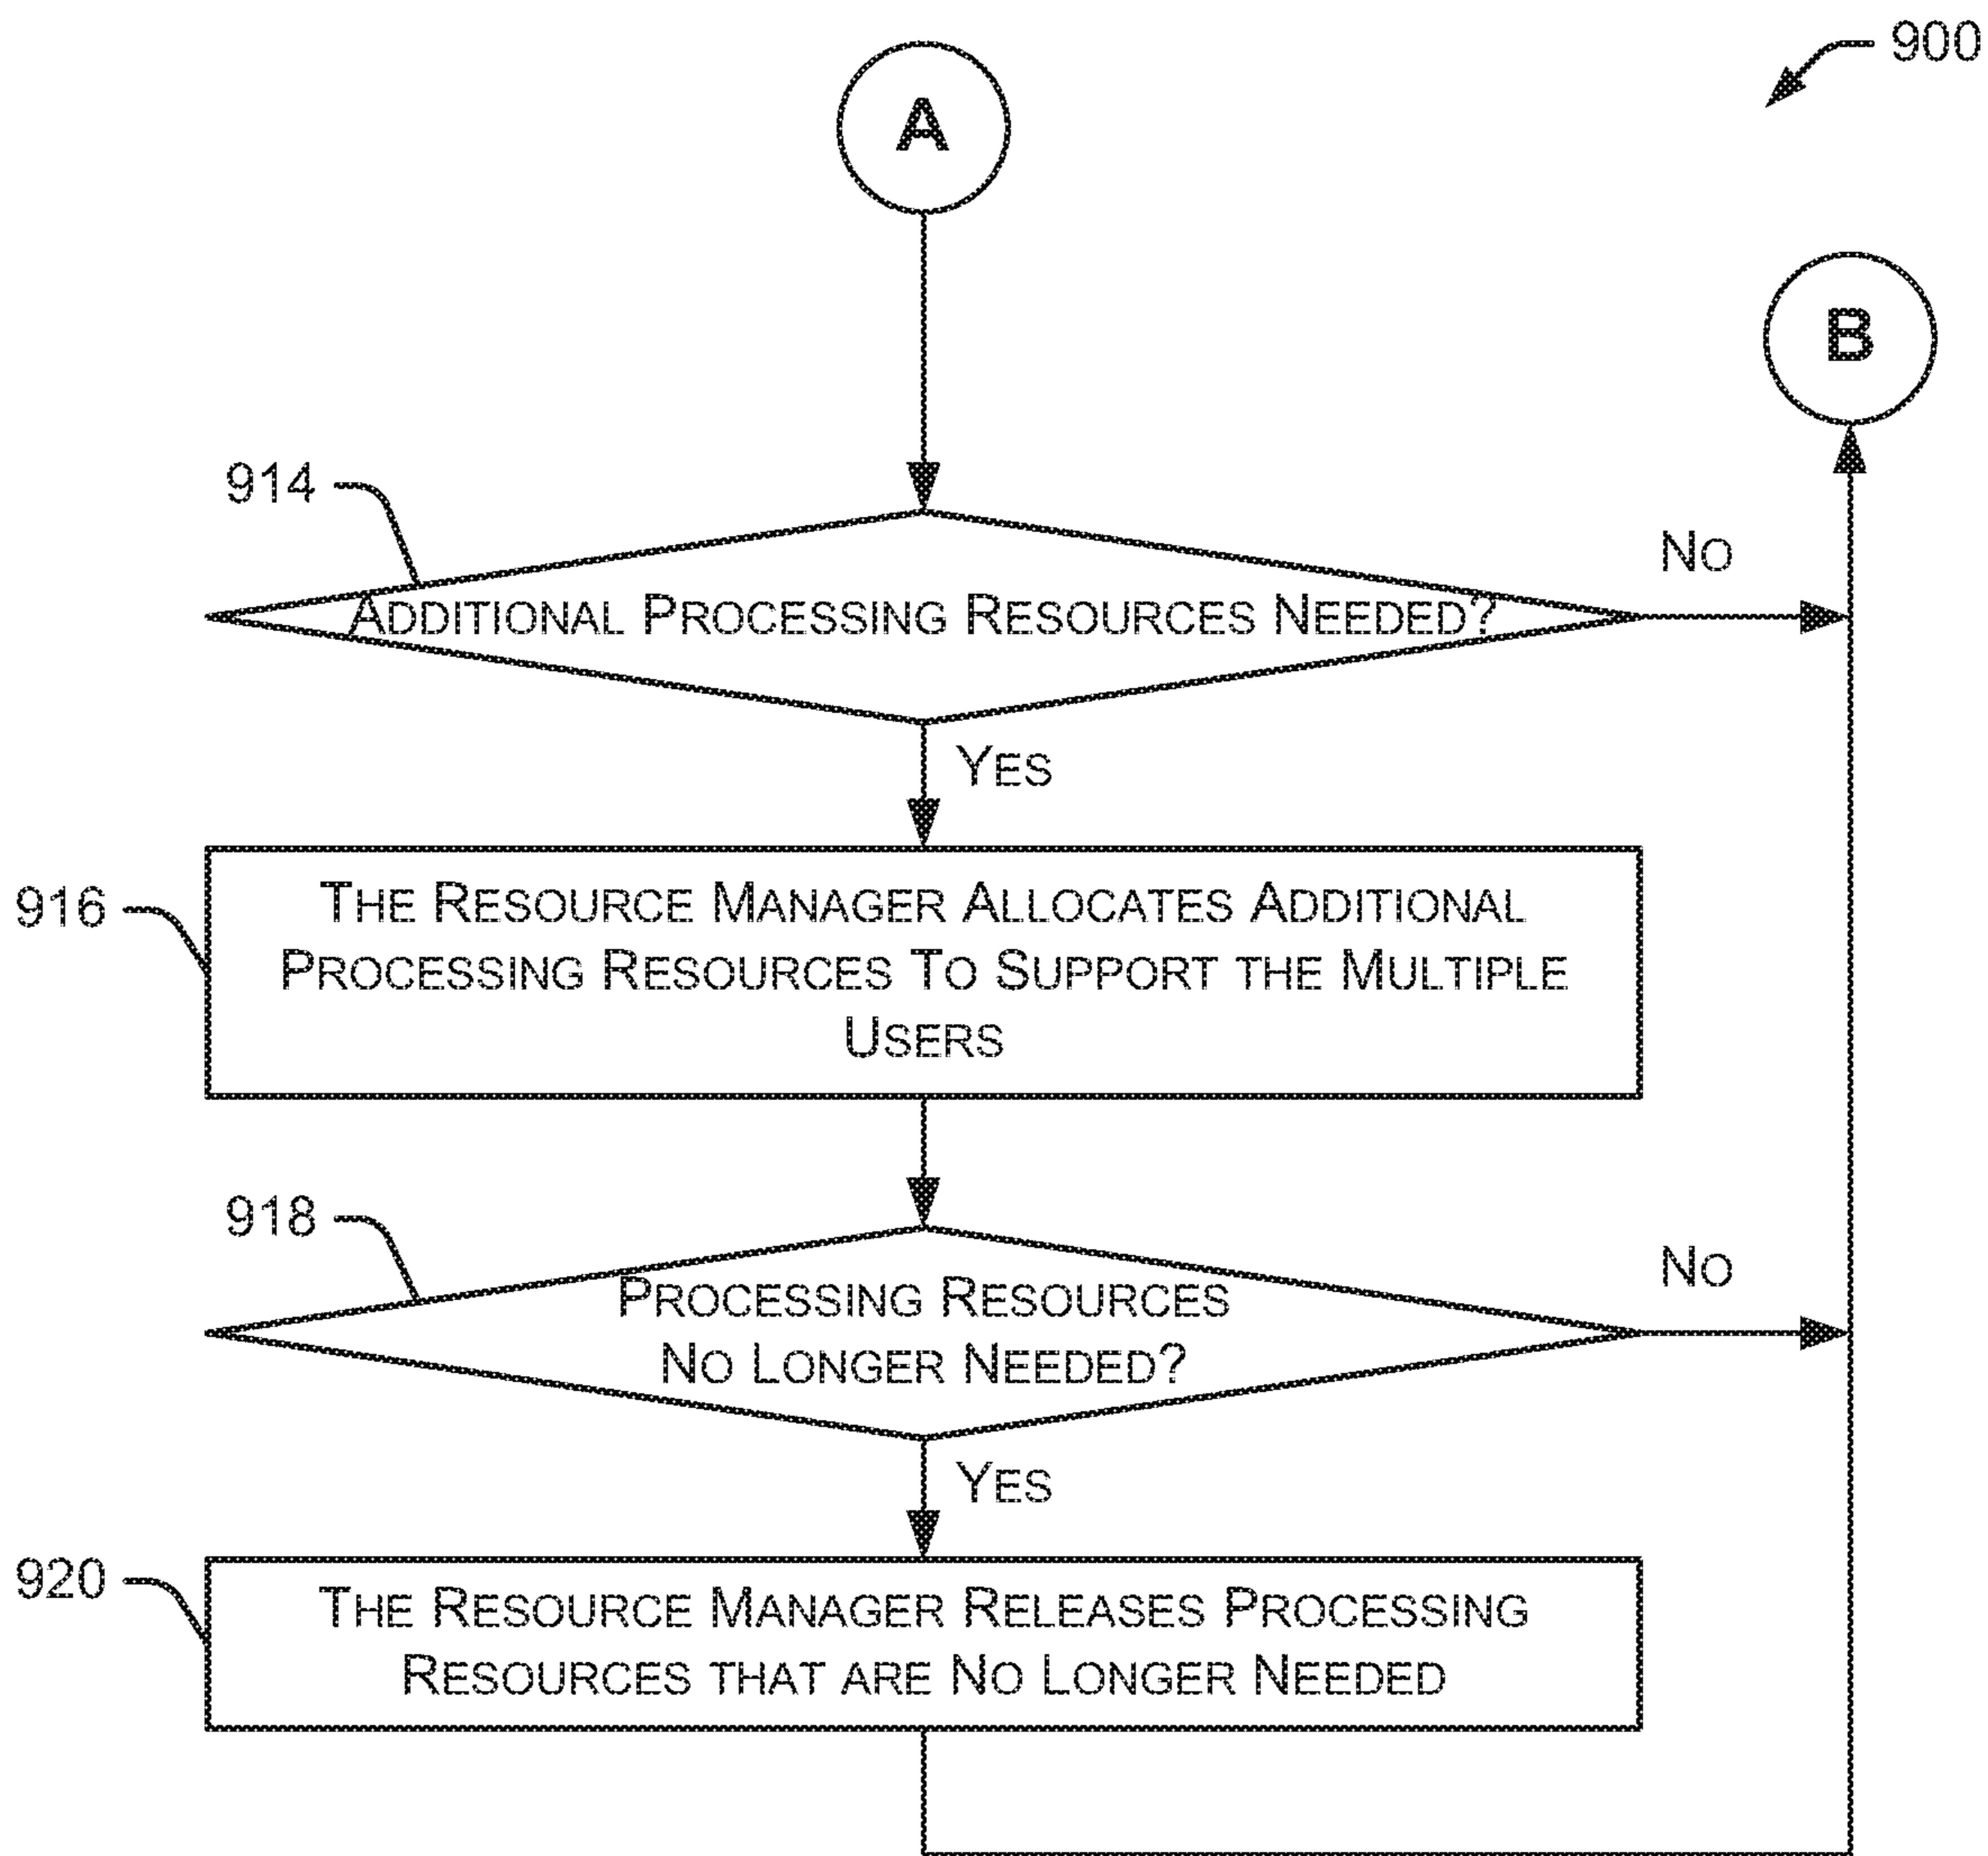 900
A
B
914
ADDITIONAL PROCESSING RESOURCES NEEDED?
NO
YES
916
THE RESOURCE MANAGER ALLOCATES ADDITIONAL
PROCESSING RESOURCES TO SUPPORT THE MULTIPLE
USERS
918
PROCESSING RESOURCES
NO LONGER NEEDED?
NO
YES
920
THE RESOURCE MANAGER RELEASES PROCESSING
RESOURCES THAT ARE NO LONGER NEEDED